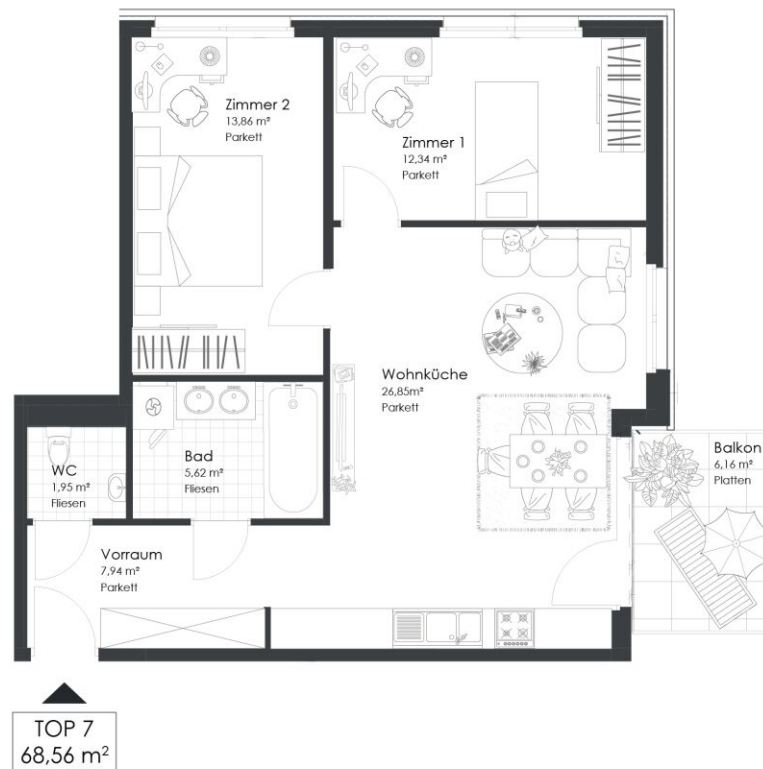 Zimmer 2
13,86 m²
Parkett
Zimmer 1
12,34 m²
Parkett
Wohnküche
26,85m²
Parkett
Balkon
6,16 m²
Platten
Bad
5,62 m²
Fliesen
WC
1,95 m²
Fliesen
Vorraum
7,94 m²
Parkett
TOP 7
68,56 m²